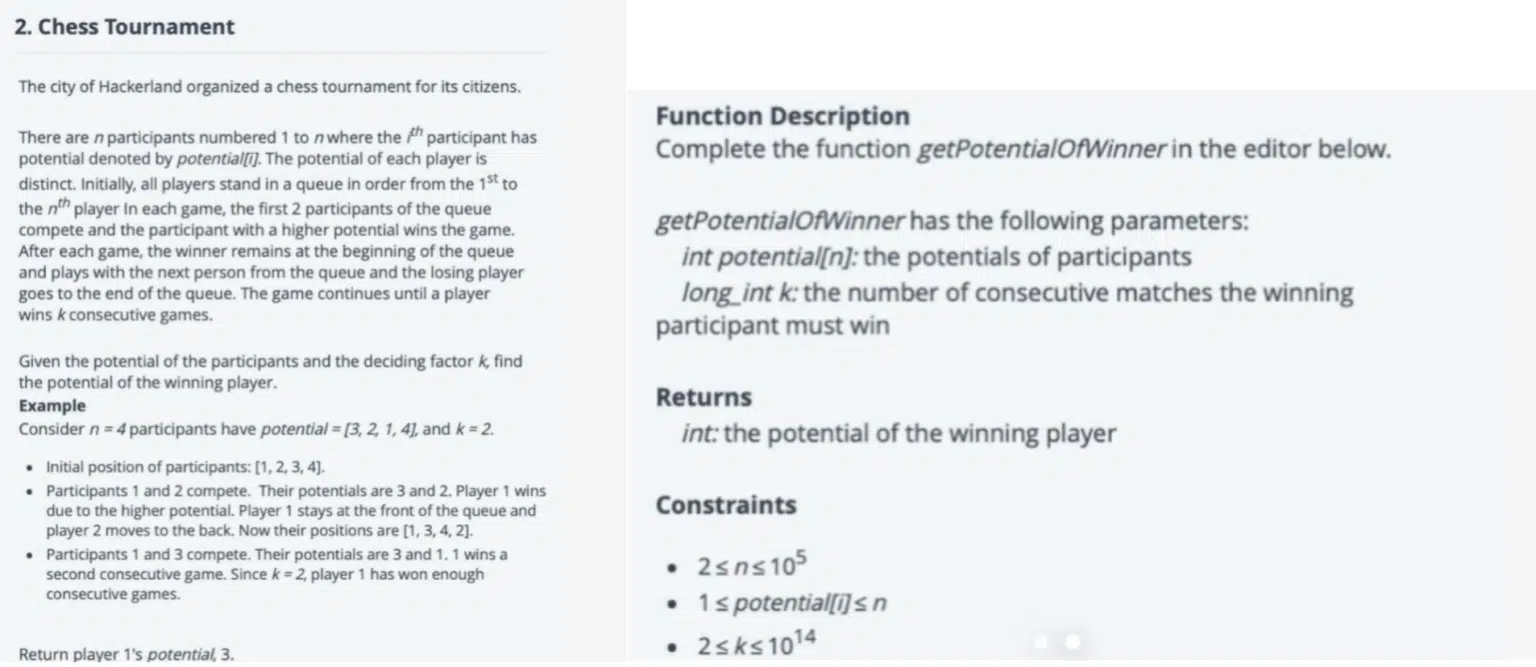 2. Chess Tournament
The city of Hackerland organized a chess tournament for its citizens.
There are n participants numbered 1 to n where the ith participant has
potential denoted by potential[i]. The potential of each player is
distinct. Initially, all players stand in a queue in order from the 1st to
the nth player In each game, the first 2 participants of the queue
compete and the participant with a higher potential wins the game.
After each game, the winner remains at the beginning of the queue
and plays with the next person from the queue and the losing player
goes to the end of the queue. The game continues until a player
wins k consecutive games.
Given the potential of the participants and the deciding factor k, find
the potential of the winning player.
Example
Consider n = 4 participants have potential = [3, 2, 1, 4], and k = 2.
• Initial position of participants: [1, 2, 3, 4].
• Participants 1 and 2 compete. Their potentials are 3 and 2. Player 1 wins
due to the higher potential. Player 1 stays at the front of the queue and
player 2 moves to the back. Now their positions are [1, 3, 4, 2].
• Participants 1 and 3 compete. Their potentials are 3 and 1. 1 wins a
second consecutive game. Since k = 2, player 1 has won enough
consecutive games.
Return player 1's potential, 3.
Function Description
Complete the function getPotentialOfWinner in the editor below.
getPotentialOfWinner has the following parameters:
int potential[n]: the potentials of participants
long_int k: the number of consecutive matches the winning
participant must win
Returns
int: the potential of the winning player
Constraints
• 2 ≤ n ≤ 10^5
• 1 ≤ potential[i] ≤ n
• 2 ≤ k ≤ 10^14